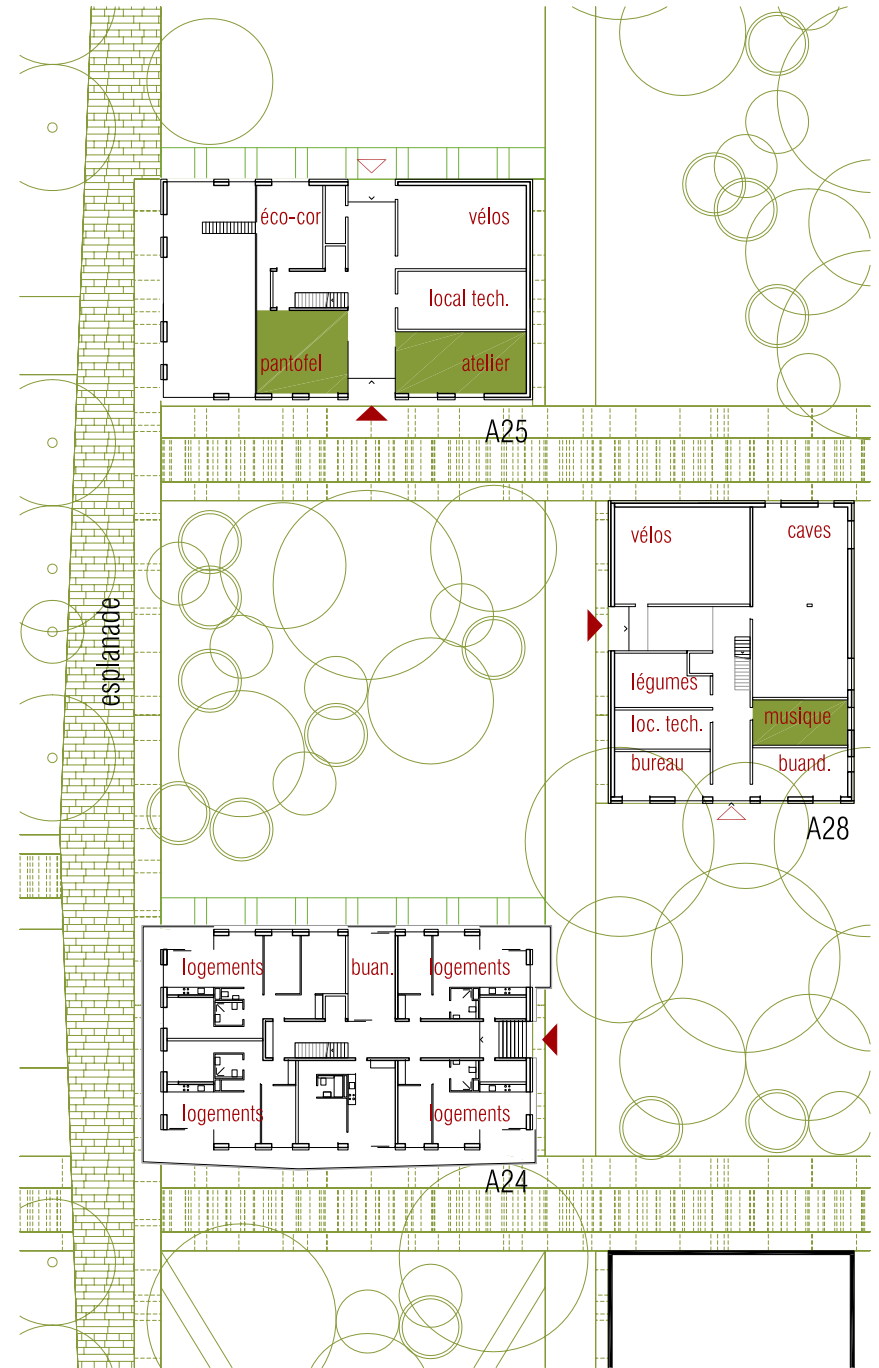 éco-cor
vélos
local tech.
pantofel
atelier
A25
vélos
caves
esplanade
légumes
loc. tech.
musique
bureau
buand.
A28
logements
buan.
logements
logements
logements
A24